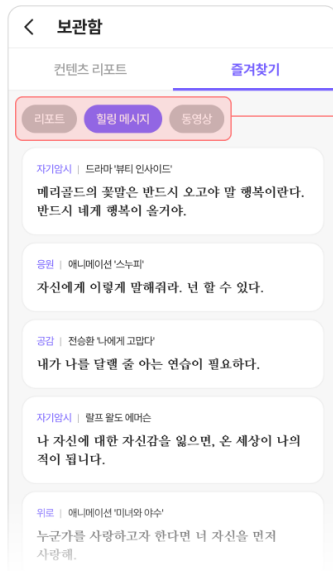 보관함
컨텐츠 리포트
즐겨찾기
리포트
힐링 메시지
동영상
자기암시 | 드라마 '뷰티 인사이드'
메리골드의 꽃말은 반드시 오고야 말 행복이란다.
반드시 네게 행복이 올거야.
응원 | 애니메이션 '스누피'
자신에게 이렇게 말해줘라. 넌 할 수 있다.
공감 | 전승환 '나에게 고맙다'
내가 나를 달랠 줄 아는 연습이 필요하다.
자기암시 | 랄프 왈도 에머슨
나 자신에 대한 자신감을 잃으면, 온 세상이 나의
적이 됩니다.
위로 | 애니메이션 '미녀와 야수'
누군가를 사랑하고자 한다면 너 자신을 먼저
사랑해.